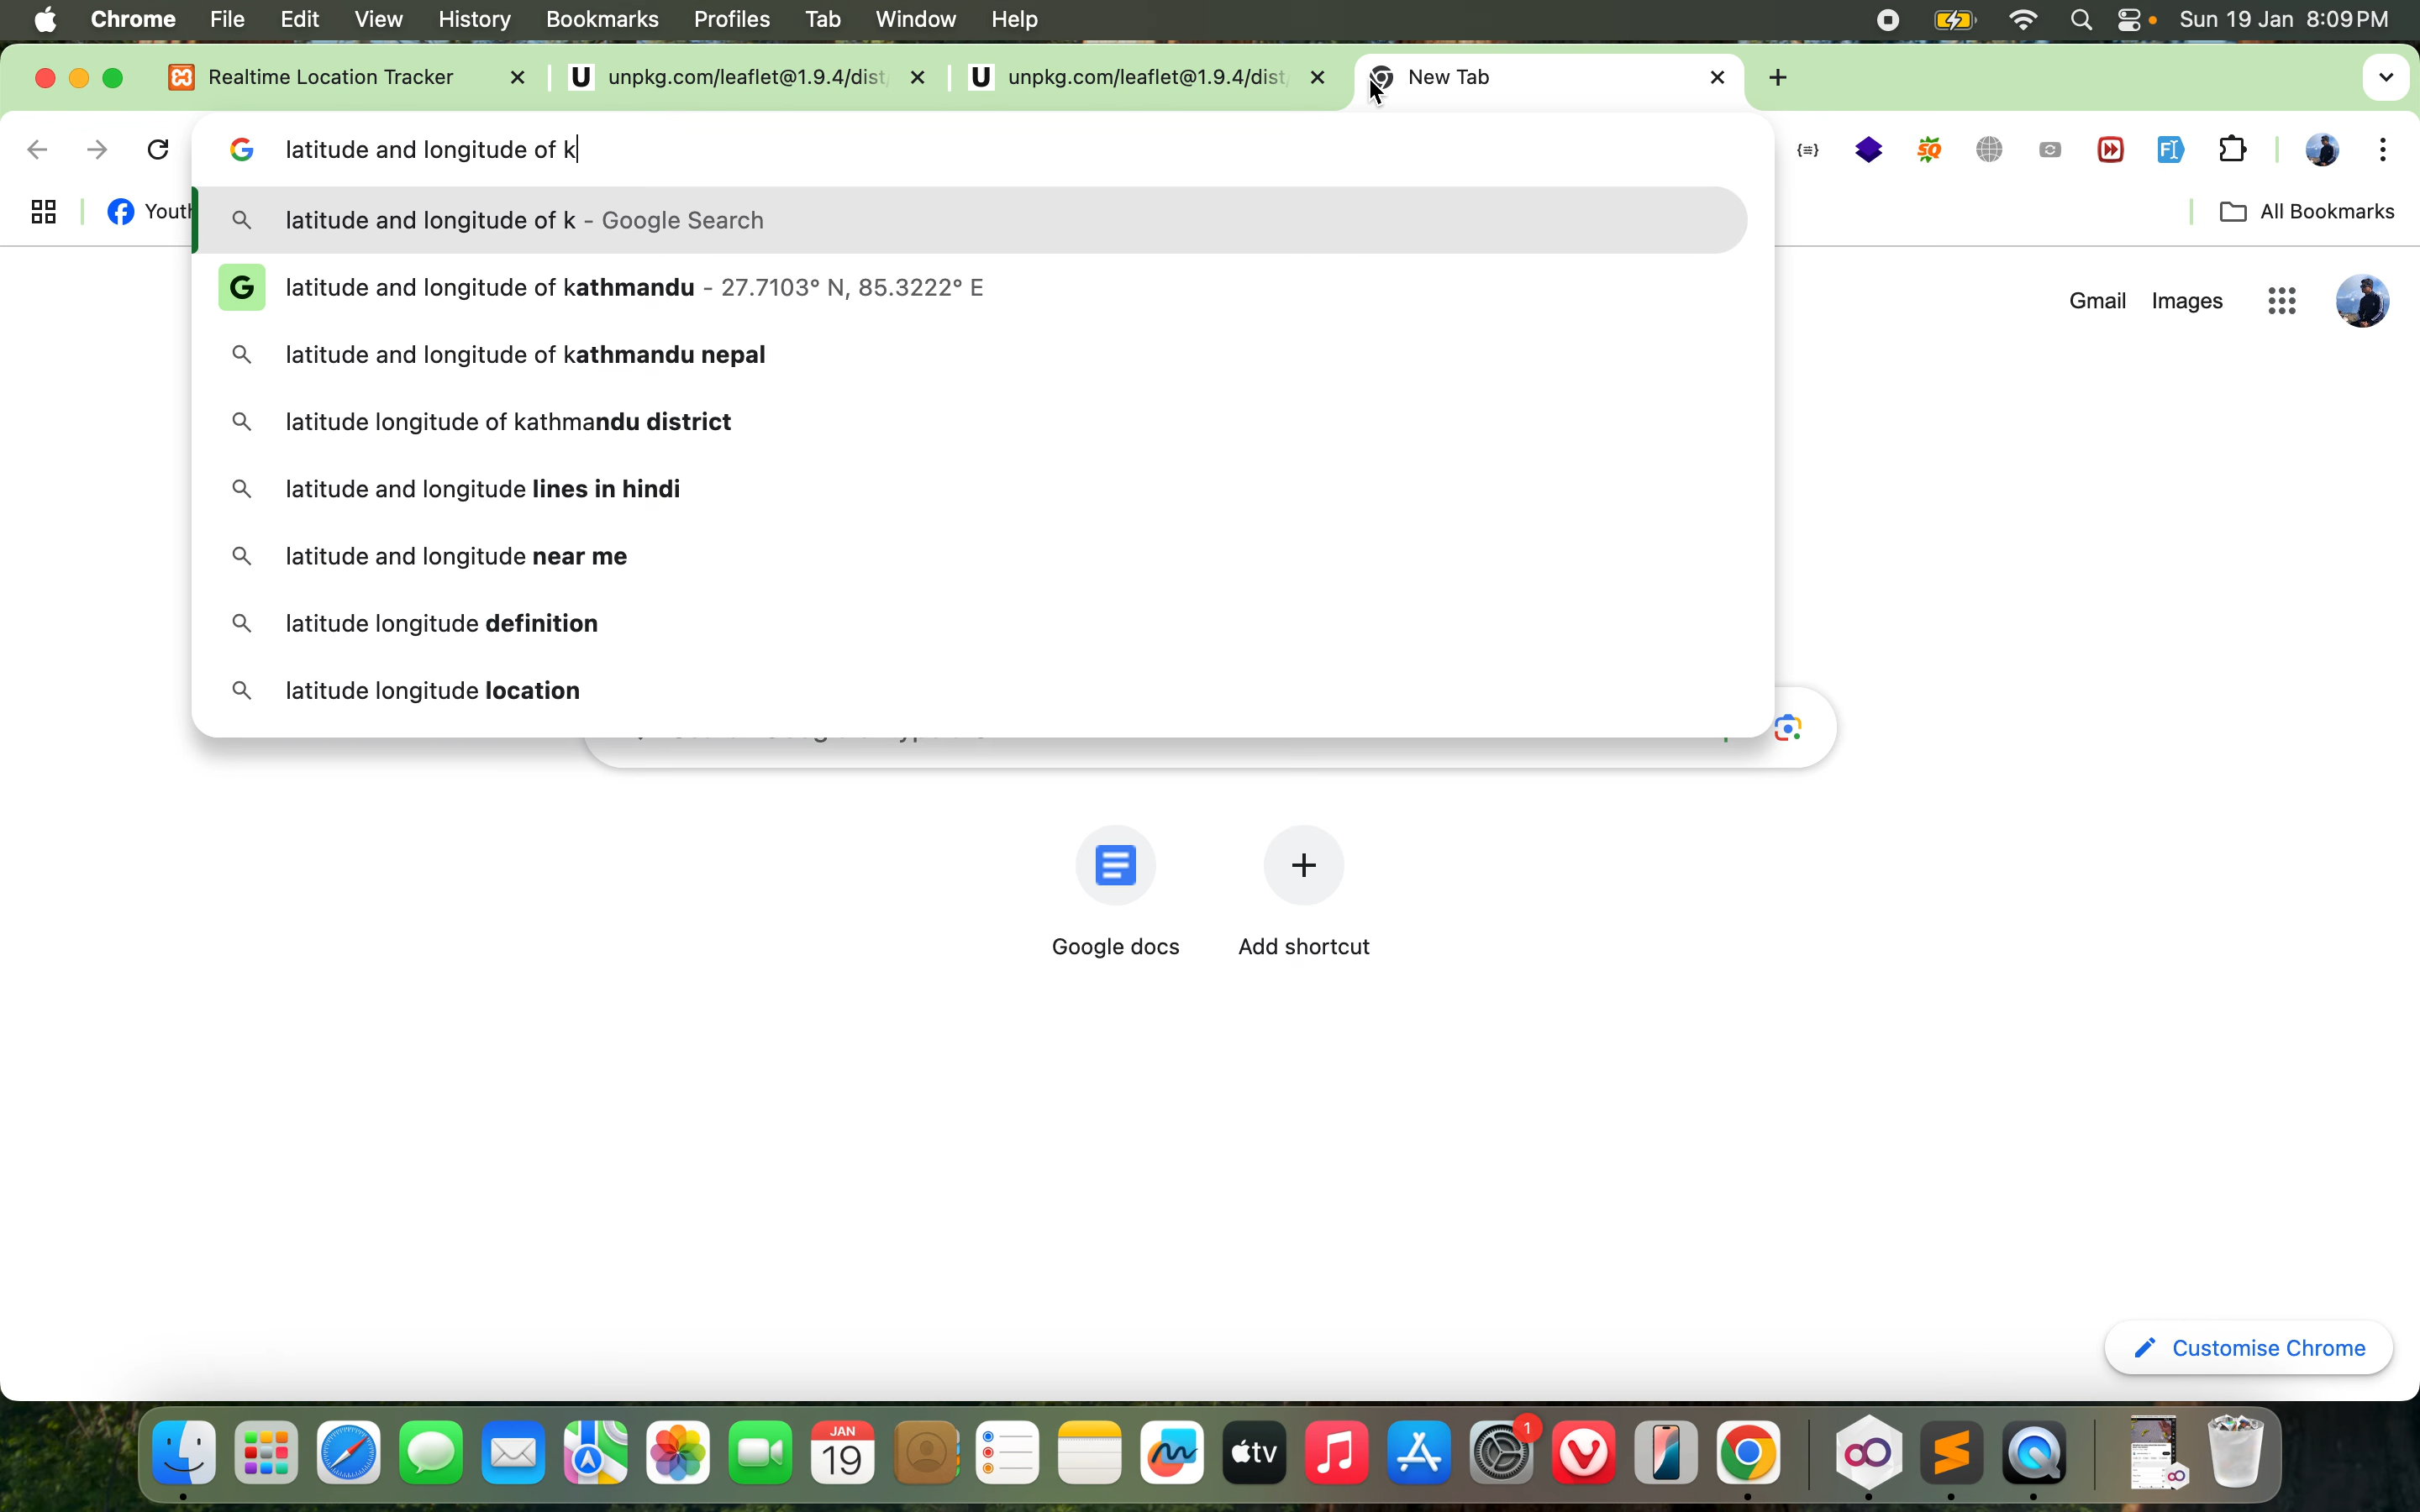 Chrome File Edit View History Bookmarks Profiles Tab Window Help Sun 19 Jan 8:09 PM
Realtime Location Tracker unpkg.com/leaflet@1.9.4/dist/ unpkg.com/leaflet@1.9.4/dist/ New Tab
latitude and longitude of k
Youth All Bookmarks
latitude and longitude of k - Google Search
latitude and longitude of kathmandu - 27.7103° N, 85.3222° E
Gmail Images
latitude and longitude of kathmandu nepal
latitude longitude of kathmandu district
latitude and longitude lines in hindi
latitude and longitude near me
latitude longitude definition
latitude longitude location
Google docs Add shortcut
Customise Chrome
JAN
19
tv
1